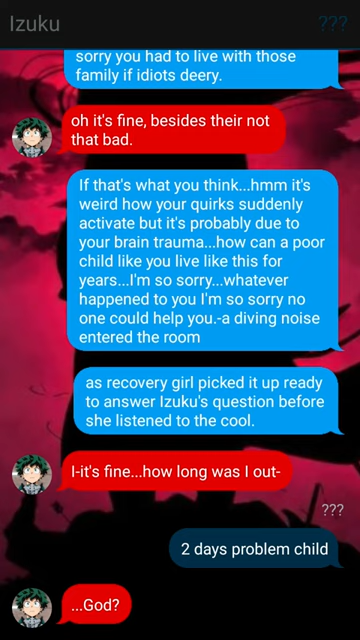 Izuku
???
sorry you had to live with those
family if idiots deery.
oh it's fine, besides their not
that bad.
If that's what you think...hmm it's
weird how your quirks suddenly
activate but it's probably due to
your brain trauma...how can a poor
child like you live like this for
years...I'm so sorry...whatever
happened to you I'm so sorry no
one could help you.-a diving noise
entered the room
as recovery girl picked it up ready
to answer Izuku's question before
she listened to the cool.
I-it's fine...how long was I out-
???
2 days problem child
...God?